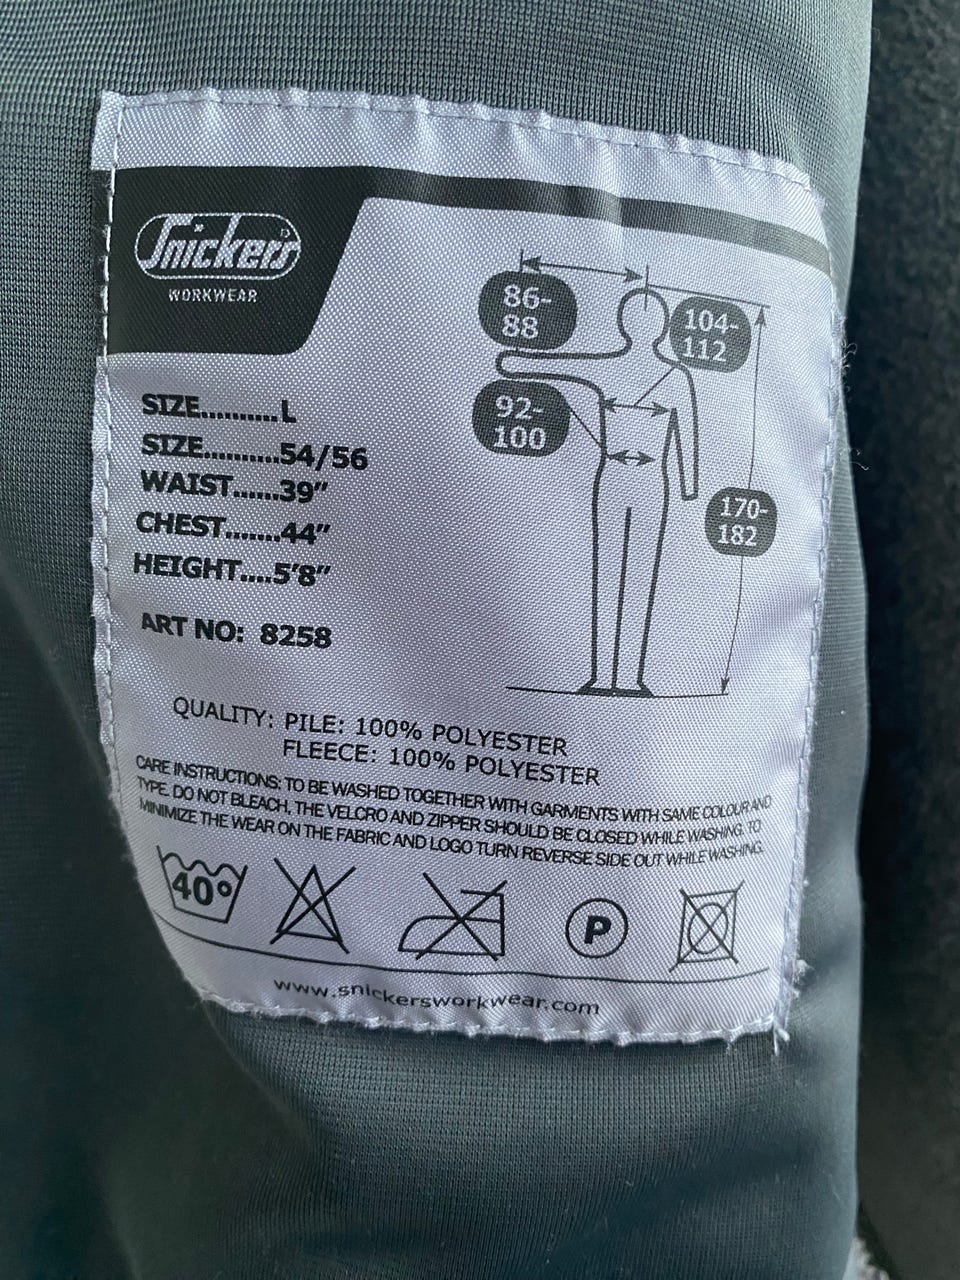 Snickers
WORKWEAR
86-
88
104-
112
92-
100
170-
182
SIZE..........L
SIZE..........54/56
WAIST......39”
CHEST.......44”
HEIGHT....5’8”
ART NO: 8258
QUALITY: PILE: 100% POLYESTER
FLEECE: 100% POLYESTER
CARE INSTRUCTIONS: TO BE WASHED TOGETHER WITH GARMENTS WITH SAME COLOUR AND
TYPE. DO NOT BLEACH. THE VELCRO AND ZIPPER SHOULD BE CLOSED WHILE WASHING. TO
MINIMIZE THE WEAR ON THE FABRIC AND LOGO TURN REVERSE SIDE OUT WHILE WASHING.
40°
P
www.snickersworkwear.com